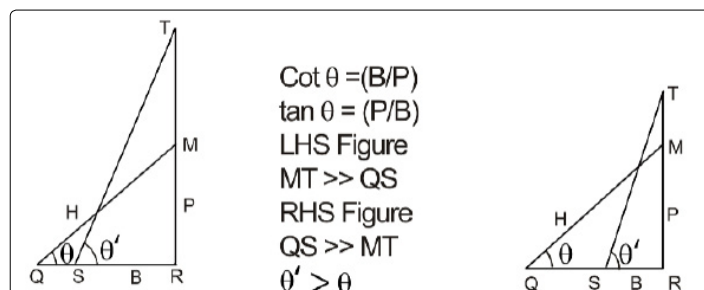 T
M
H
P
θ
θ′
Q S B R
Cot θ =(B/P)
tan θ = (P/B)
LHS Figure
MT >> QS
RHS Figure
QS >> MT
θ′ > θ
T
M
H
P
θ
θ′
Q S B R